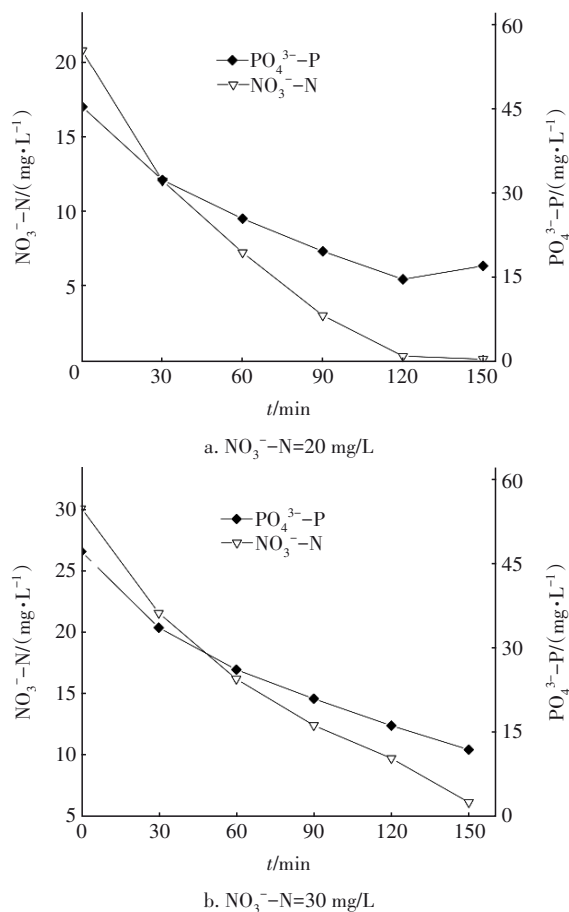 NO₃⁻-N/(mg•L⁻¹)
20
15
10
5
0
PO₄³⁻-P
NO₃⁻-N
60
45
30
15
0
PO₄³⁻-P/(mg•L⁻¹)
30 60 90 120 150
t/min
a. NO₃⁻-N=20 mg/L
NO₃⁻-N/(mg•L⁻¹)
30
25
20
15
10
5
PO₄³⁻-P
NO₃⁻-N
60
45
30
15
0
PO₄³⁻-P/(mg•L⁻¹)
0 30 60 90 120 150
t/min
b. NO₃⁻-N=30 mg/L